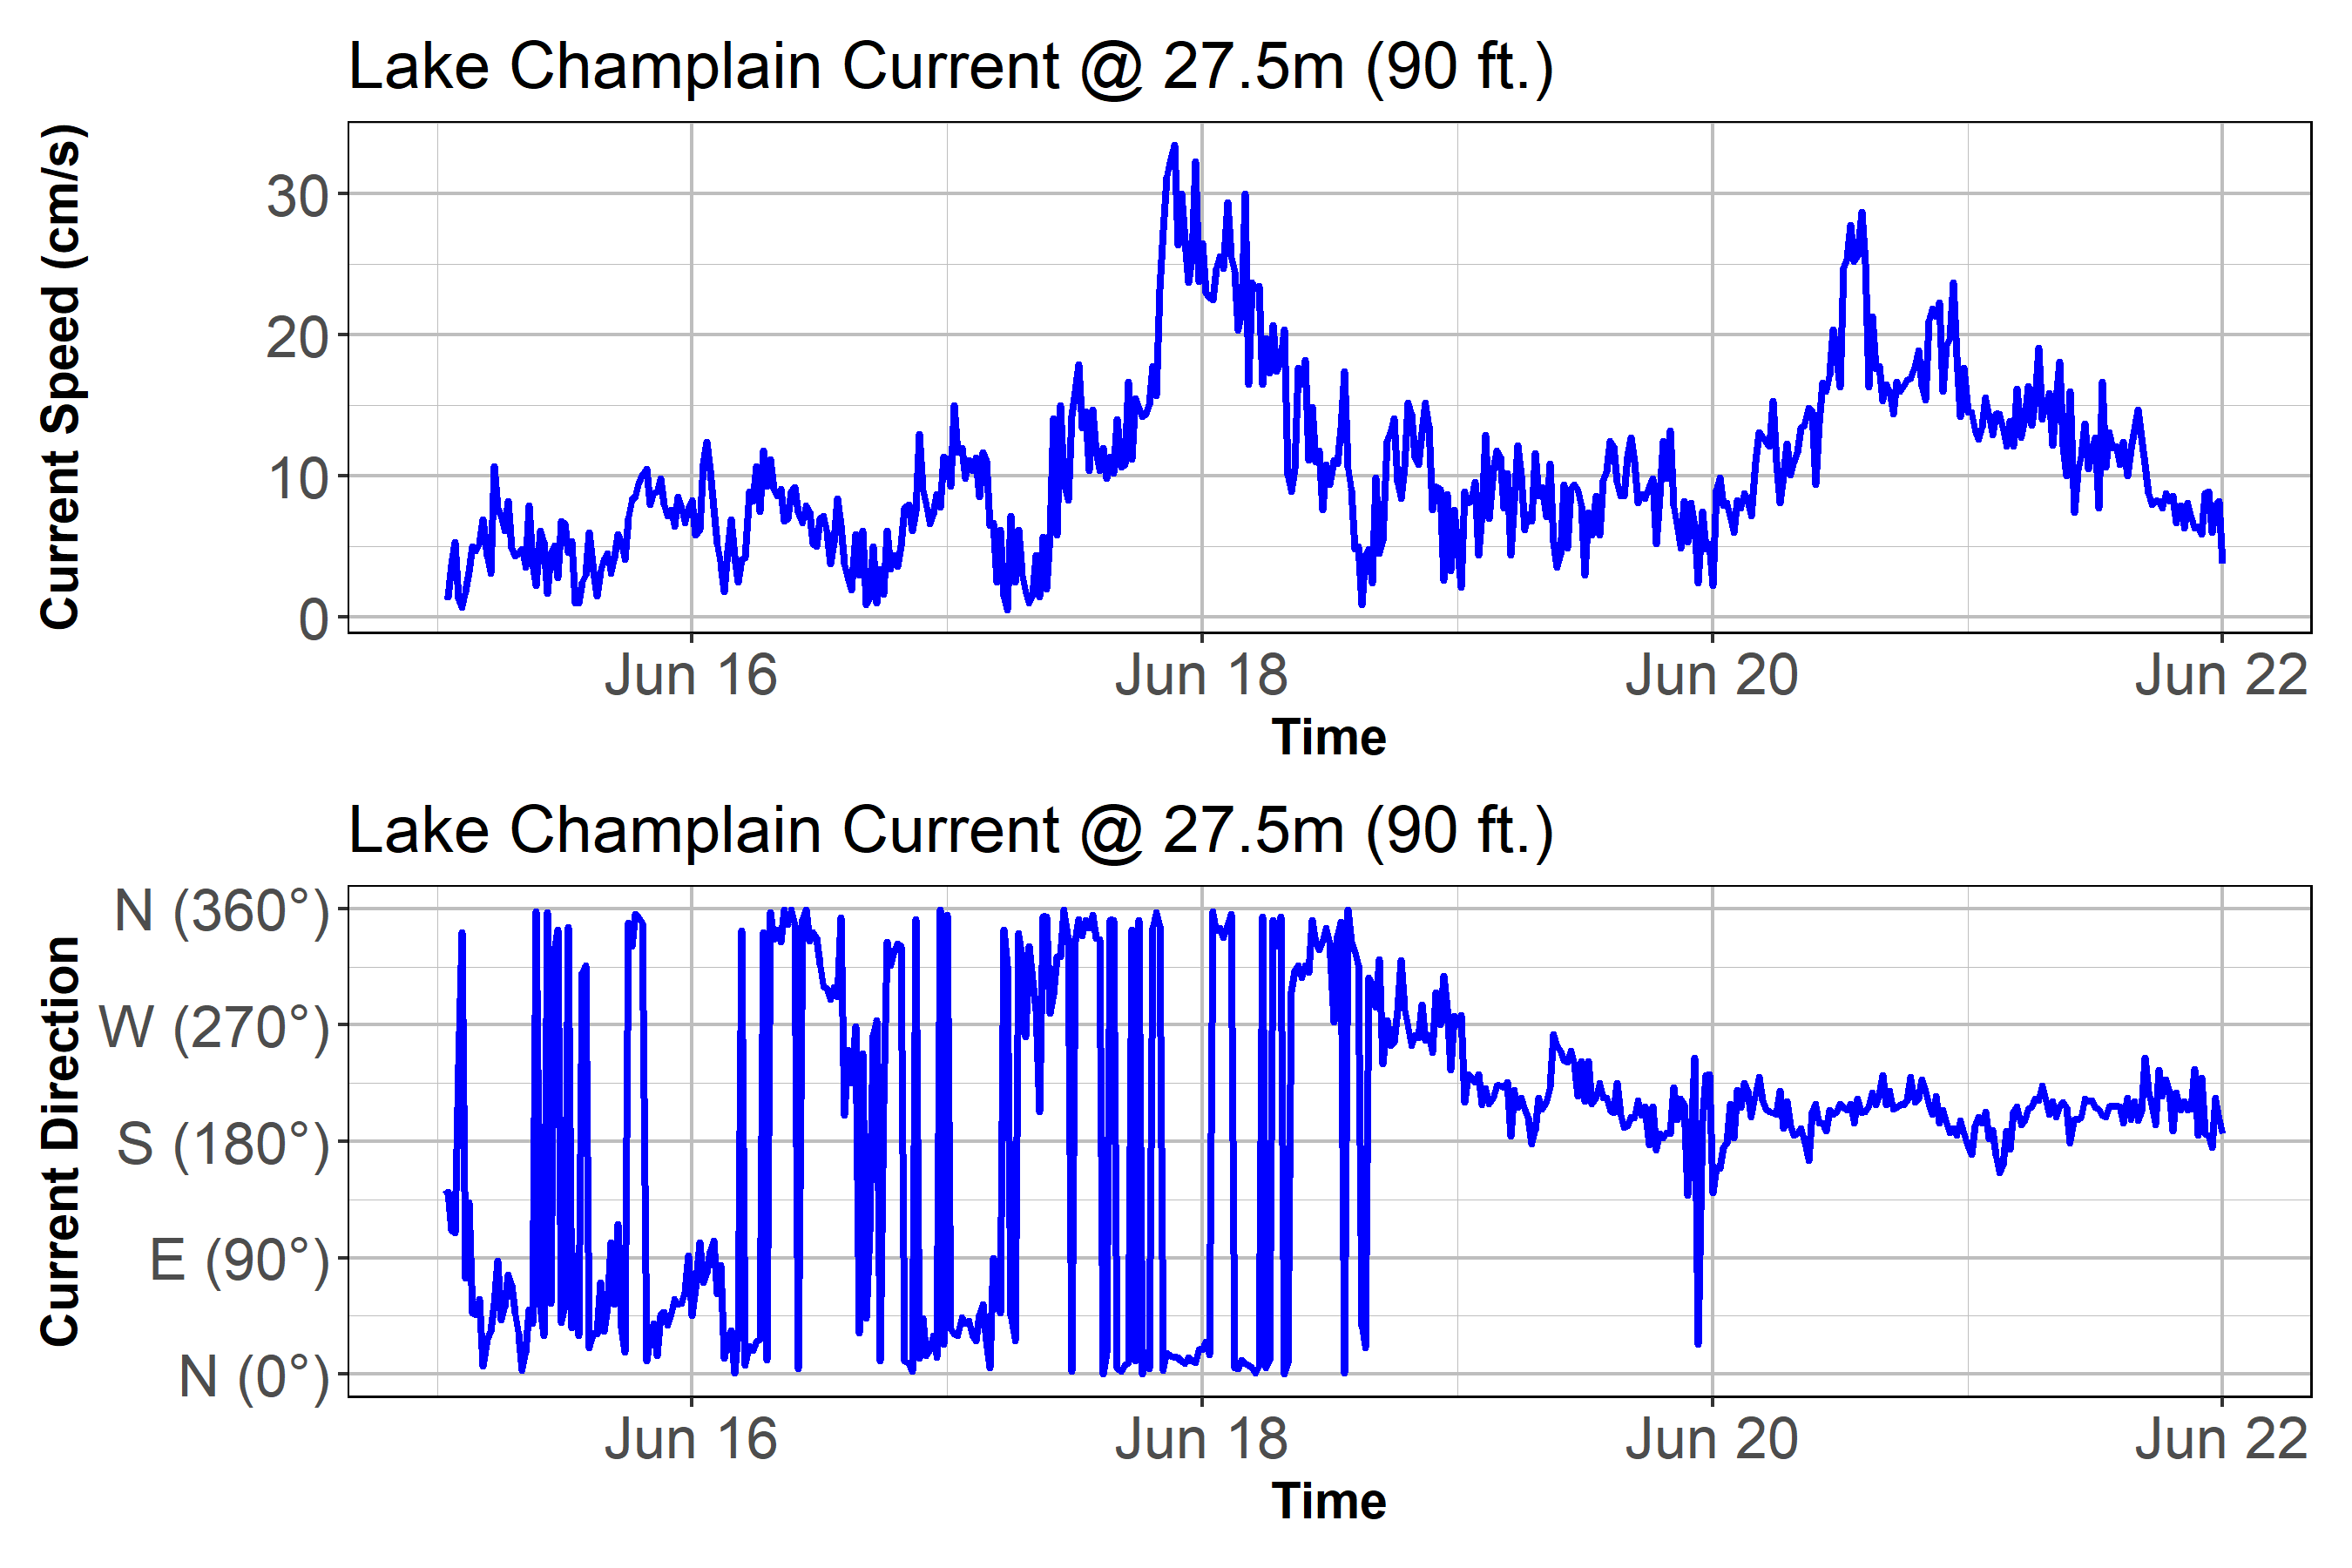 Lake Champlain Current @ 27.5m (90 ft.)
Current Speed (cm/s)
30
20
10
0
Jun 16 Jun 18 Jun 20 Jun 22
Time
Lake Champlain Current @ 27.5m (90 ft.)
Current Direction
N (360°)
W (270°)
S (180°)
E (90°)
N (0°)
Jun 16 Jun 18 Jun 20 Jun 22
Time